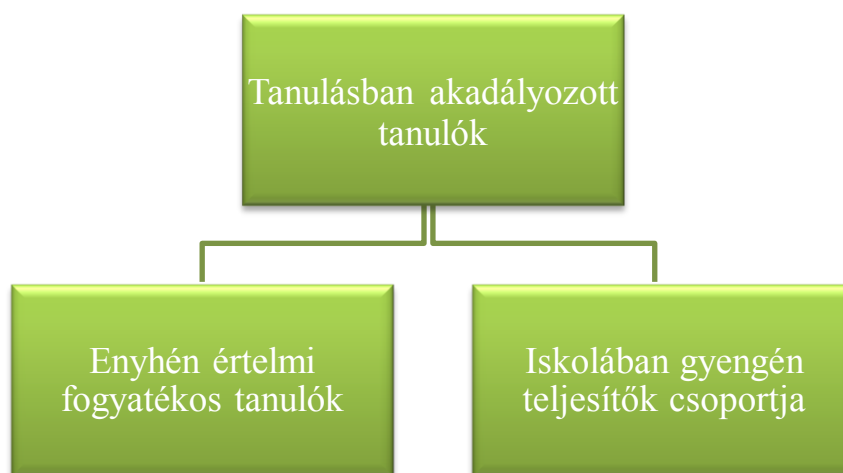 Tanulásban akadályozott
tanulók
Enyhén értelmi
fogyatékos tanulók
Iskolában gyengén
teljesítők csoportja